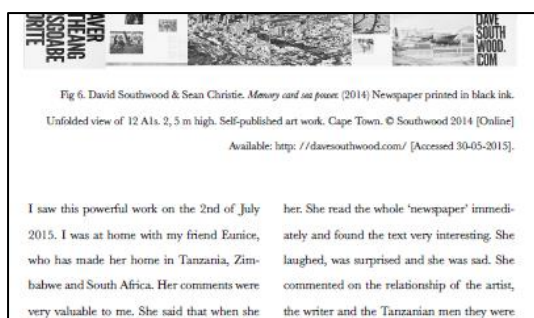 AVER
THEANG
SGDABE
DRITE
DAVE
SOUTH
WOOD.
COM
Fig 6. David Southwood & Sean Christie. Memory card sea power. (2014) Newspaper printed in black ink.
Unfolded view of 12 A1s. 2, 5 m high. Self-published art work. Cape Town. © Southwood 2014 [Online]
Available: http: //davesouthwood.com/ [Accessed 30-05-2015].
I saw this powerful work on the 2nd of July
2015. I was at home with my friend Eunice,
who has made her home in Tanzania, Zim-
babwe and South Africa. Her comments were
very valuable to me. She said that when she
her. She read the whole ‘newspaper’ immedi-
ately and found the text very interesting. She
laughed, was surprised and she was sad. She
commented on the relationship of the artist,
the writer and the Tanzanian men they were